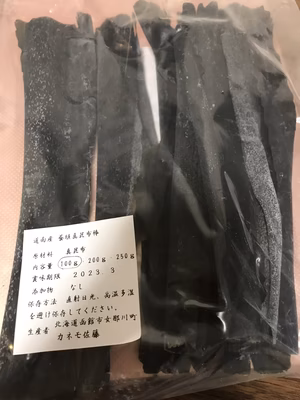 道南産 養殖真昆布棒
原材料 真昆布
内容量 100g 200g 250g
賞味期限 2023.3
添加物 なし
保存方法 直射日光、高温多湿
を避け保存してください。
北海道函館市女那川町
生産者 カネモ佐藤